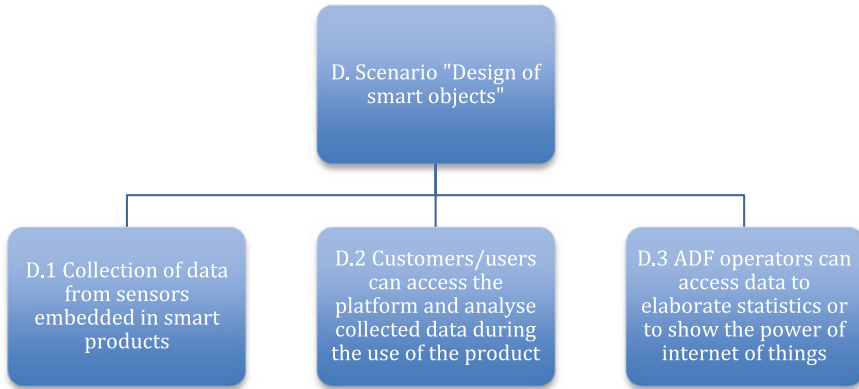 D. Scenario "Design of
smart objects"
D.1 Collection of data
from sensors
embedded in smart
products
D.2 Customers/users
can access the
platform and analyse
collected data during
the use of the product
D.3 ADF operators can
access data to
elaborate statistics or
to show the power of
internet of things